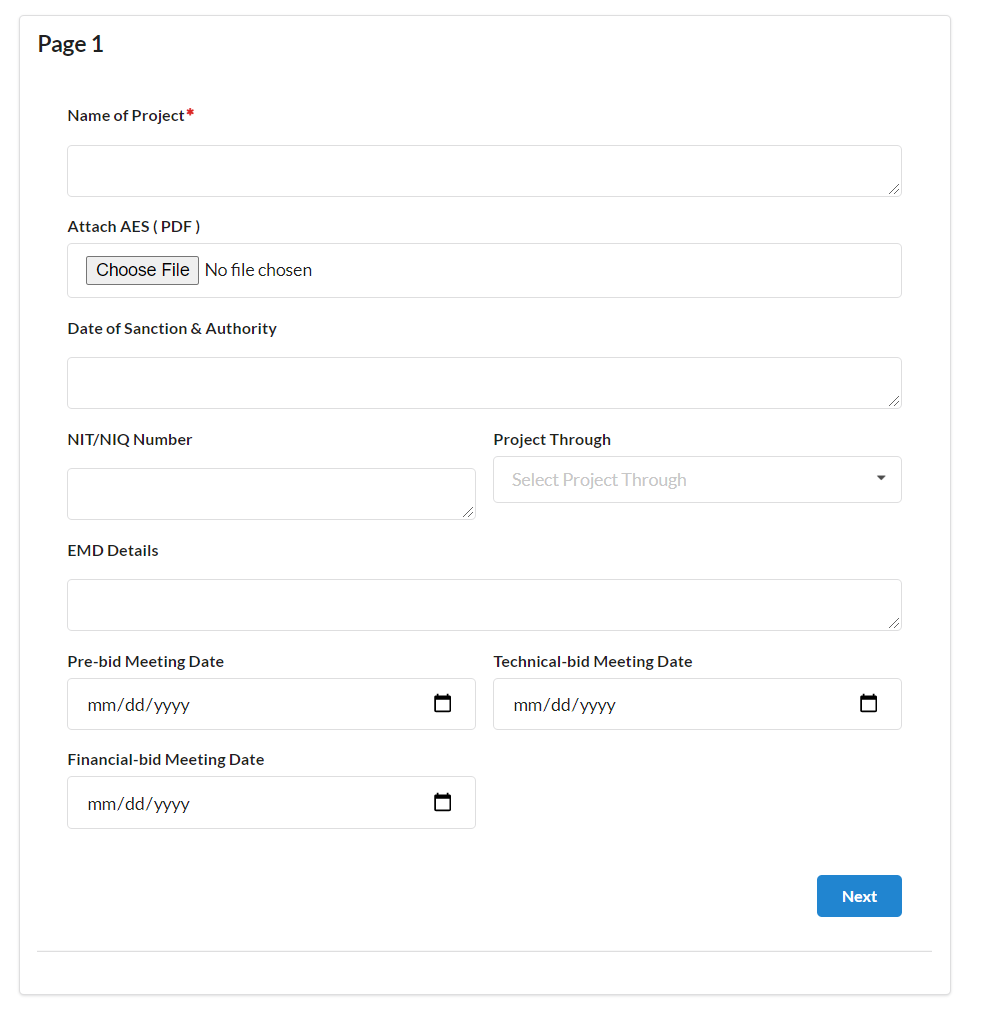 Page 1
Name of Project*
Attach AES ( PDF )
Choose File No file chosen
Date of Sanction & Authority
NIT/NIQ Number
Project Through
Select Project Through
EMD Details
Pre-bid Meeting Date
Technical-bid Meeting Date
mm/dd/yyyy
mm/dd/yyyy
Financial-bid Meeting Date
mm/dd/yyyy
Next